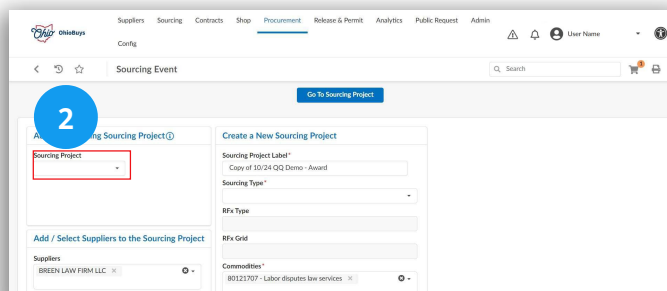 Suppliers Sourcing Contracts Shop Procurement Release & Permit Analytics Public Request Admin
Ohio OhioBuys
User Name
Config
Sourcing Event
Search
1
Go To Sourcing Project
2
Sourcing Project
Create a New Sourcing Project
Sourcing Project
Sourcing Project Label*
Copy of 10/24 QQ Demo - Award
Sourcing Type*
RFx Type
Add / Select Suppliers to the Sourcing Project
RFx Grid
Suppliers
BREEN LAW FIRM LLC
Commodities*
80121707 - Labor disputes law services